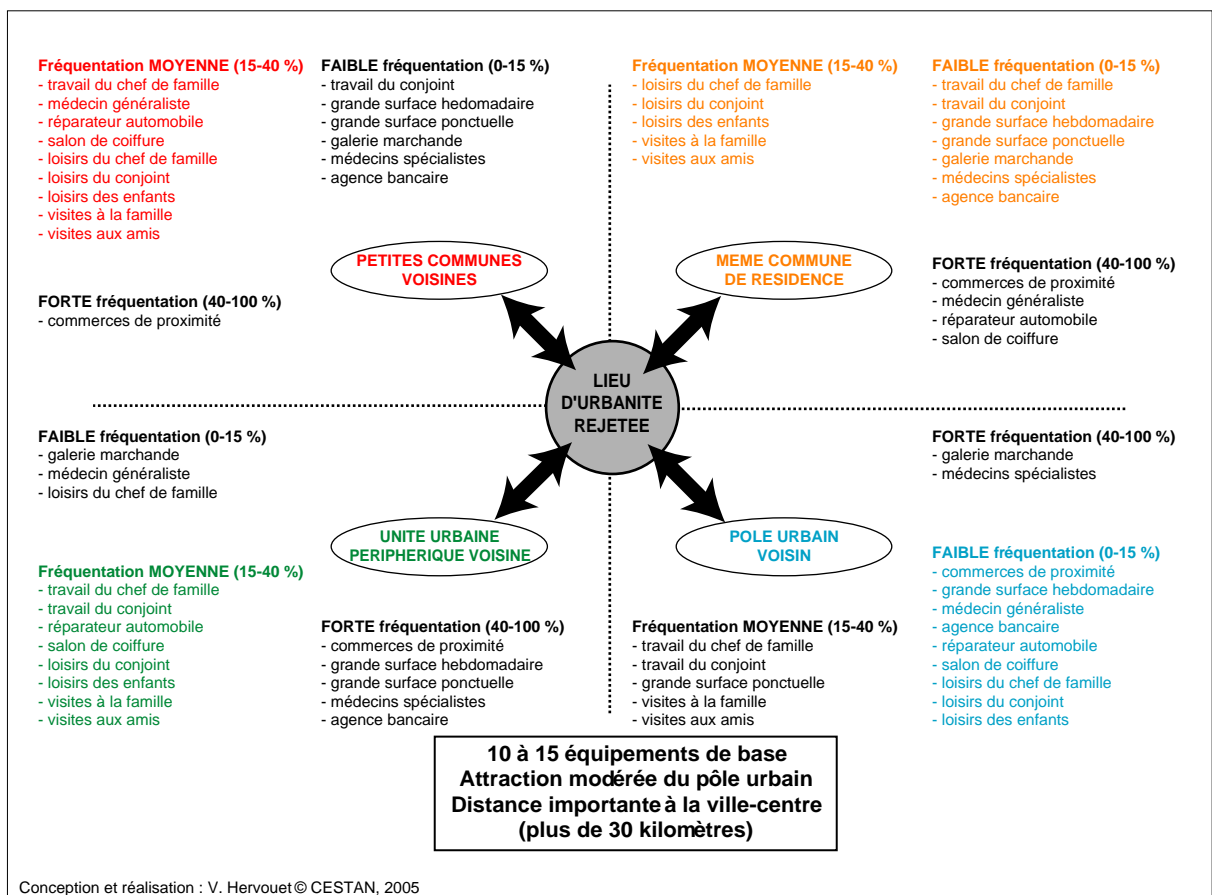 Fréquentation MOYENNE (15-40 %)
- travail du chef de famille
- médecin généraliste
- réparateur automobile
- salon de coiffure
- loisirs du chef de famille
- loisirs du conjoint
- loisirs des enfants
- visites à la famille
- visites aux amis
FAIBLE fréquentation (0-15 %)
- travail du conjoint
- grande surface hedomadaire
- grande surface ponctuelle
- galerie marchande
- médecins spécialistes
- agence bancaire
FORTE fréquentation (40-100 %)
- commerces de proximité
PETITES COMMUNES
VOISINES
Fréquentation MOYENNE (15-40 %)
- loisirs du chef de famille
- loisirs du conjoint
- loisirs des enfants
- visites à la famille
- visites aux amis
FAIBLE fréquentation (0-15 %)
- travail du chef de famille
- travail du conjoint
- grande surface hebdomadaire
- grande surface ponctuelle
- galerie marchande
- médecins spécialistes
- agence bancaire
MEME COMMUNE
DE RESIDENCE
FORTE fréquentation (40-100 %)
- commerces de proximité
- médecin généraliste
- réparateur automobile
- salon de coiffure
LIEU
D'URBANITE
REJETEE
FAIBLE fréquentation (0-15 %)
- galerie marchande
- médecin généraliste
- loisirs du chef de famille
UNITE URBAINE
PERIPHERIQUE VOISINE
Fréquentation MOYENNE (15-40 %)
- travail du chef de famille
- travail du conjoint
- réparateur automobile
- salon de coiffure
- loisirs du conjoint
- loisirs des enfants
- visites à la famille
- visites aux amis
FORTE fréquentation (40-100 %)
- commerces de proximité
- grande surface hebdomadaire
- grande surface ponctuelle
- médecins spécialistes
- agence bancaire
FORTE fréquentation (40-100 %)
- galerie marchande
- médecins spécialistes
POLE URBAIN
VOISIN
Fréquentation MOYENNE (15-40 %)
- travail du chef de famille
- travail du conjoint
- grande surface ponctuelle
- visites à la famille
- visites aux amis
FAIBLE fréquentation (0-15 %)
- commerces de proximité
- grande surface hebdomadaire
- médecin généraliste
- agence bancaire
- réparateur automobile
- salon de coiffure
- loisirs du chef de famille
- loisirs du conjoint
- loisirs des enfants
10 à 15 équipements de base
Attraction modérée du pôle urbain
Distance importante à la ville-centre
(plus de 30 kilomètres)
Conception et réalisation : V. Hervouet © CESTAN, 2005